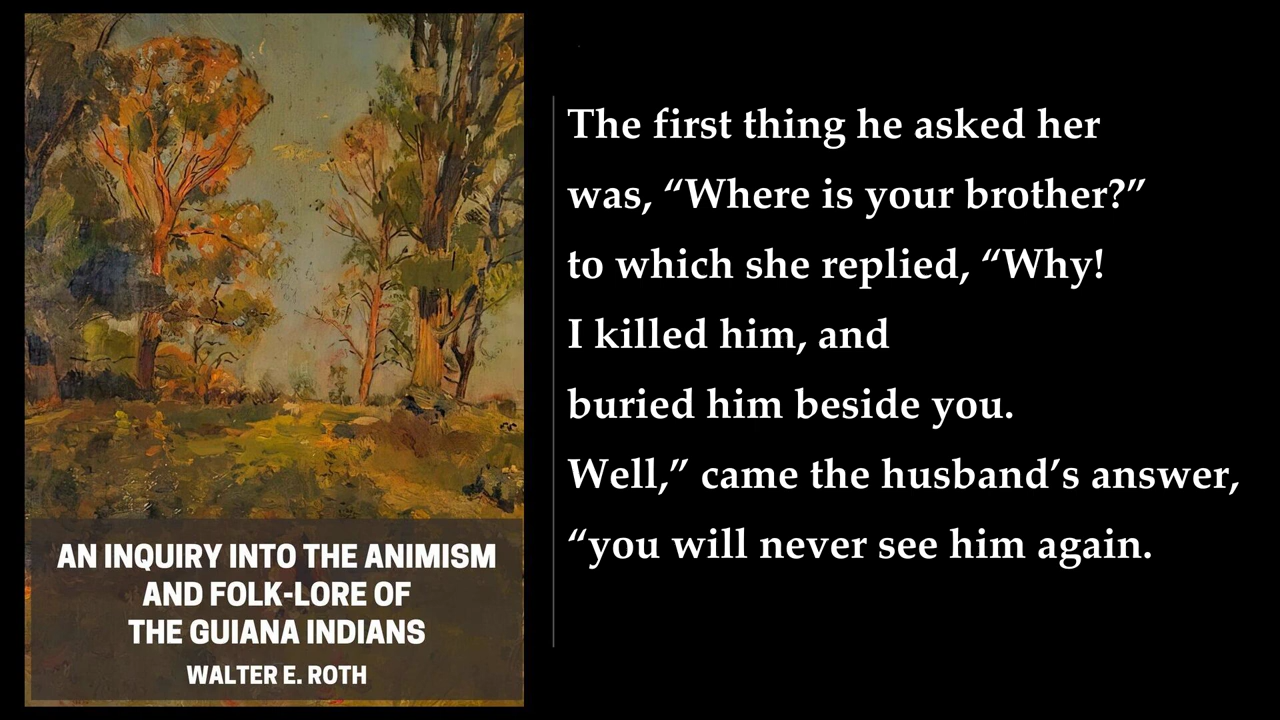 The first thing he asked her
was, “Where is your brother?”
to which she replied, “Why!
I killed him, and
buried him beside you.
Well,” came the husband’s answer,
“you will never see him again.
AN INQUIRY INTO THE ANIMISM
AND FOLK-LORE OF
THE GUIANA INDIANS
WALTER E. ROTH